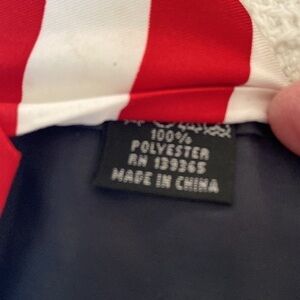 100%
POLYESTER
RN 139365
MADE IN CHINA